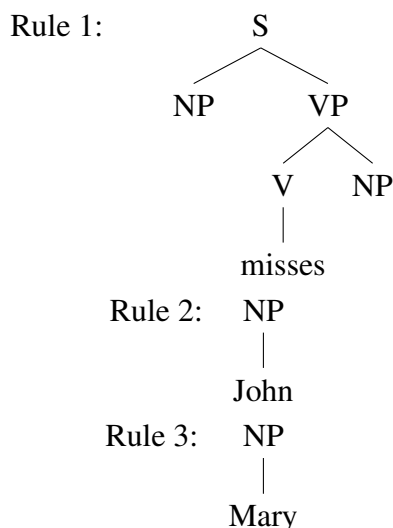 Rule 1: S
NP VP
V NP
misses
Rule 2: NP
John
Rule 3: NP
Mary